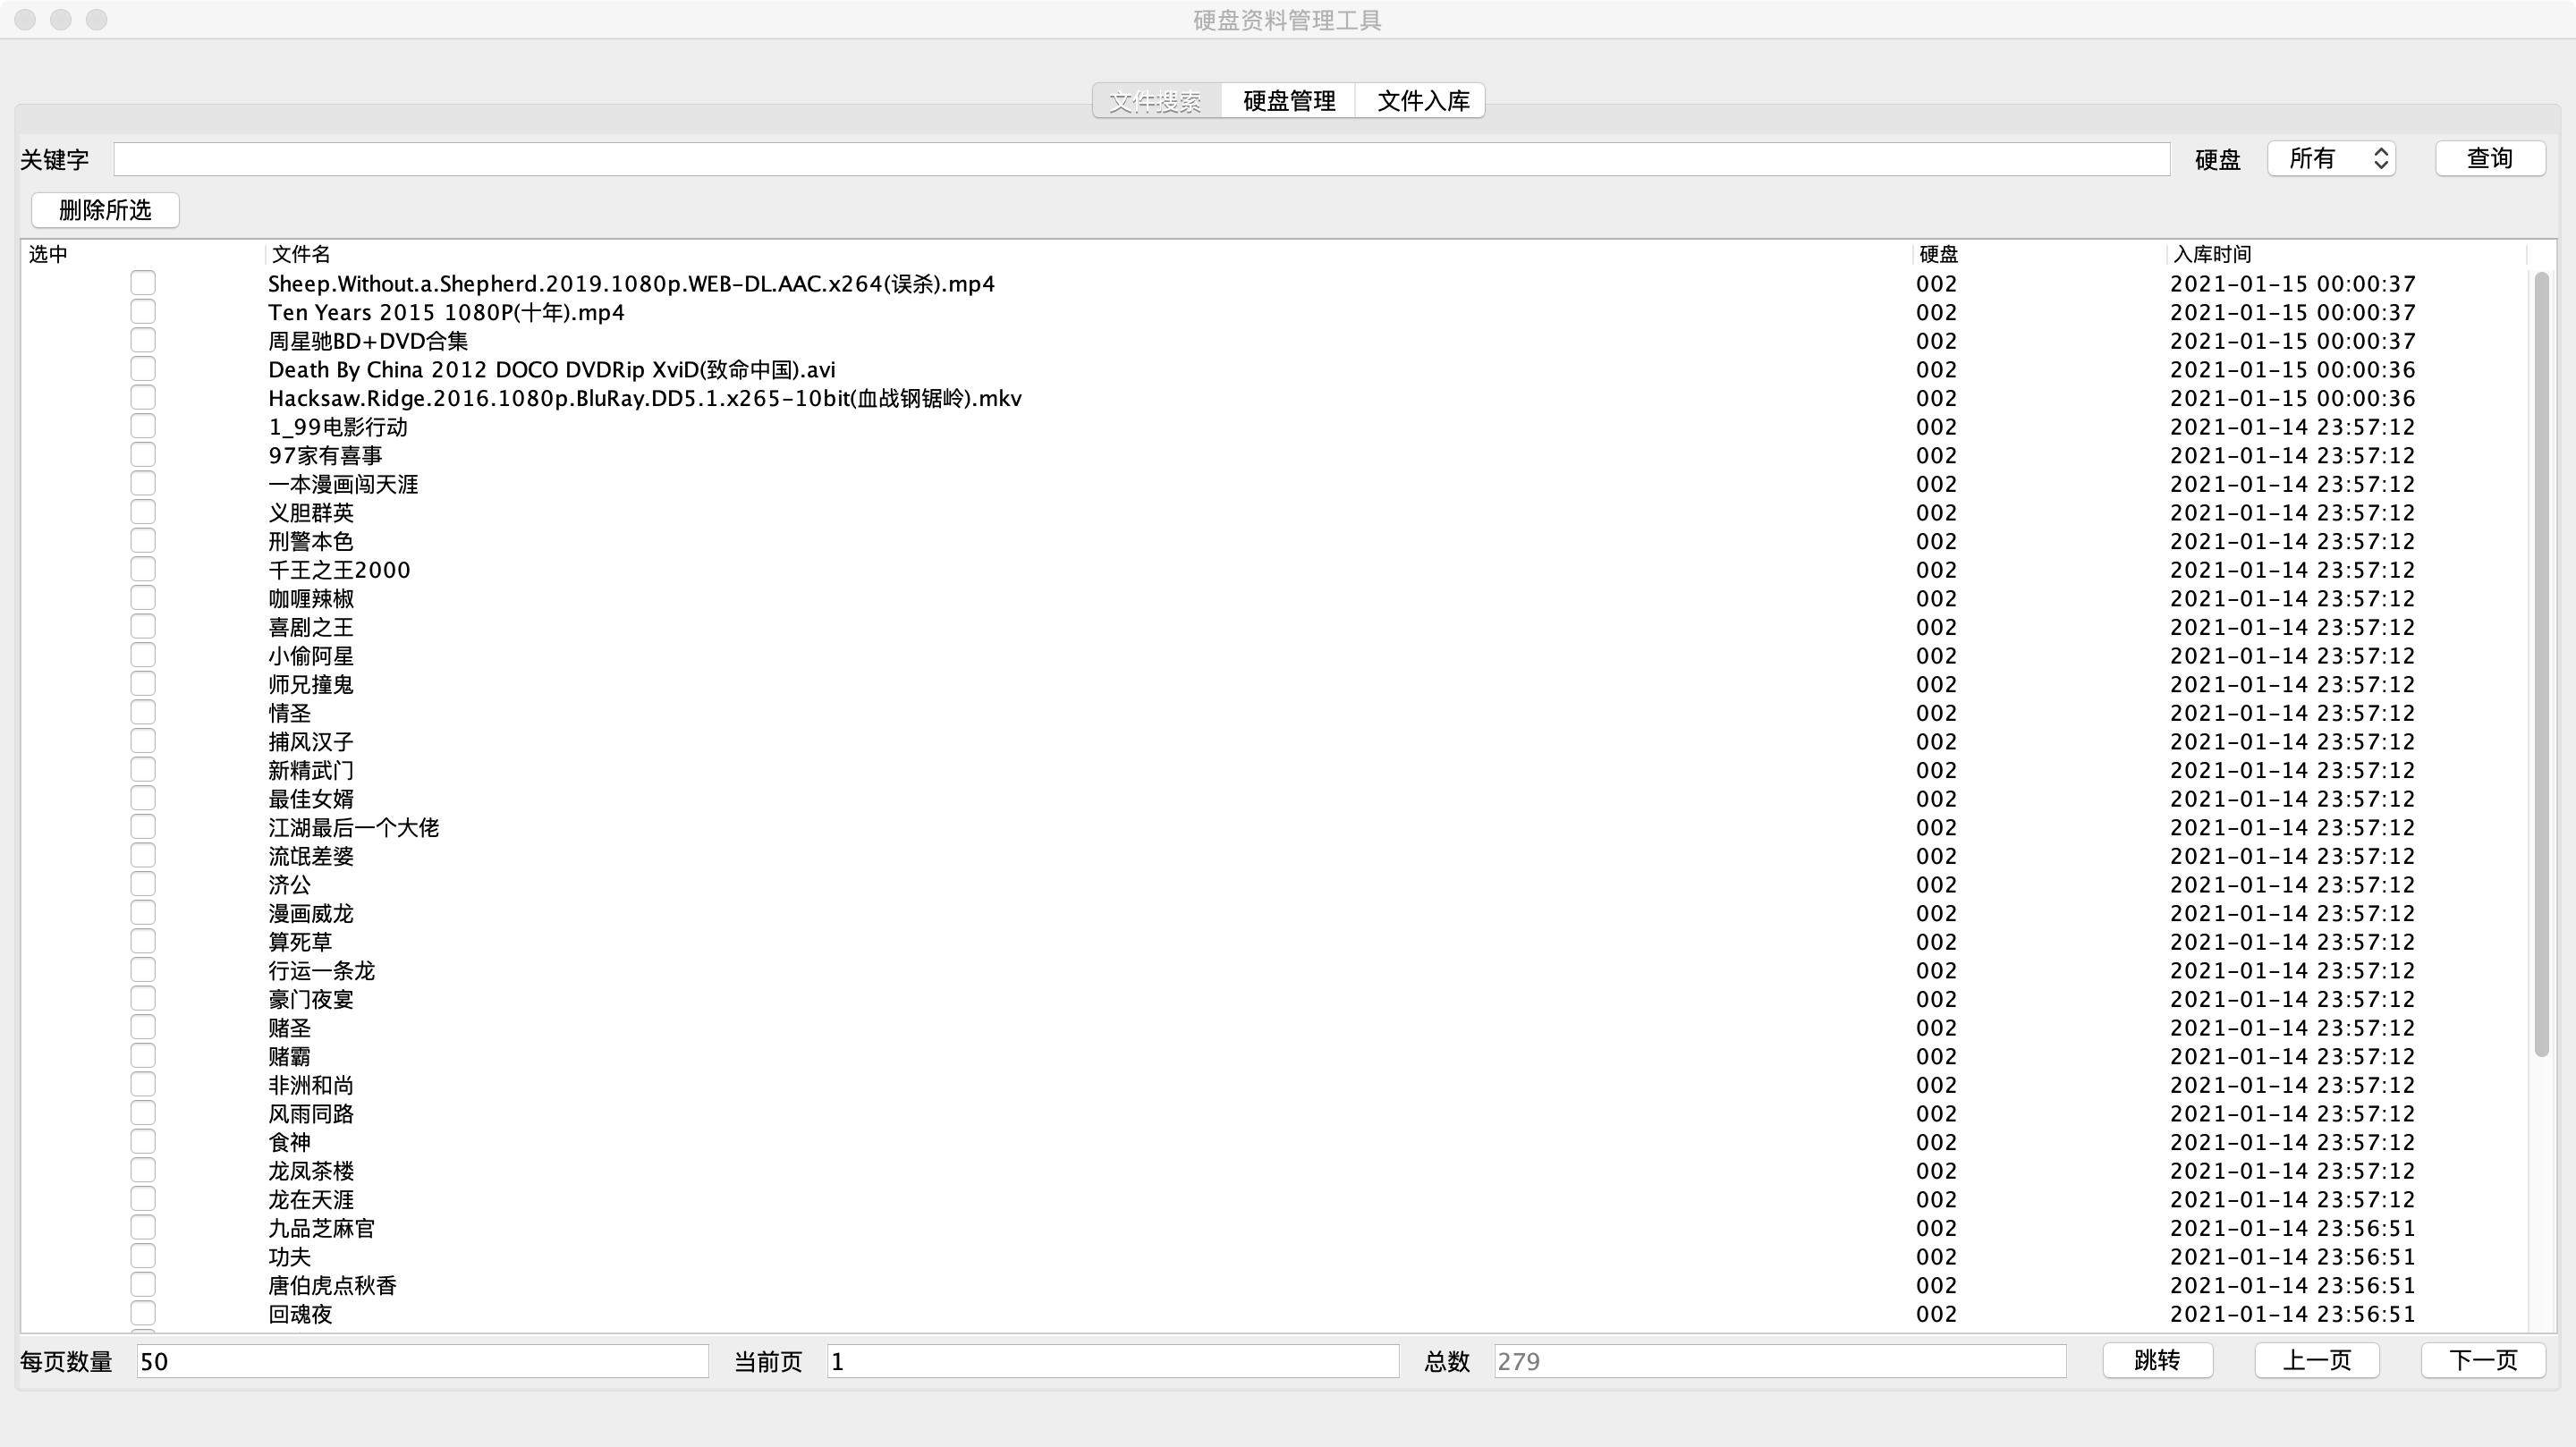 硬盘资料管理工具
文件搜索 硬盘管理 文件入库
关键字 硬盘 所有 查询
删除所选
选中 文件名 硬盘 入库时间
Sheep.Without.a.Shepherd.2019.1080p.WEB-DL.AAC.x264(误杀).mp4 002 2021-01-15 00:00:37
Ten Years 2015 1080P(十年).mp4 002 2021-01-15 00:00:37
周星驰BD+DVD合集 002 2021-01-15 00:00:37
Death By China 2012 DOCO DVDRip XviD(致命中国).avi 002 2021-01-15 00:00:36
Hacksaw.Ridge.2016.1080p.BluRay.DD5.1.x265-10bit(血战钢锯岭).mkv 002 2021-01-15 00:00:36
1_99电影行动 002 2021-01-14 23:57:12
97家有喜事 002 2021-01-14 23:57:12
一本漫画闯天涯 002 2021-01-14 23:57:12
义胆群英 002 2021-01-14 23:57:12
刑警本色 002 2021-01-14 23:57:12
千王之王2000 002 2021-01-14 23:57:12
咖喱辣椒 002 2021-01-14 23:57:12
喜剧之王 002 2021-01-14 23:57:12
小偷阿星 002 2021-01-14 23:57:12
师兄撞鬼 002 2021-01-14 23:57:12
情圣 002 2021-01-14 23:57:12
捕风汉子 002 2021-01-14 23:57:12
新精武门 002 2021-01-14 23:57:12
最佳女婿 002 2021-01-14 23:57:12
江湖最后一个大佬 002 2021-01-14 23:57:12
流氓差婆 002 2021-01-14 23:57:12
济公 002 2021-01-14 23:57:12
漫画威龙 002 2021-01-14 23:57:12
算死草 002 2021-01-14 23:57:12
行运一条龙 002 2021-01-14 23:57:12
豪门夜宴 002 2021-01-14 23:57:12
赌圣 002 2021-01-14 23:57:12
赌霸 002 2021-01-14 23:57:12
非洲和尚 002 2021-01-14 23:57:12
风雨同路 002 2021-01-14 23:57:12
食神 002 2021-01-14 23:57:12
龙凤茶楼 002 2021-01-14 23:57:12
龙在天涯 002 2021-01-14 23:57:12
九品芝麻官 002 2021-01-14 23:56:51
功夫 002 2021-01-14 23:56:51
唐伯虎点秋香 002 2021-01-14 23:56:51
回魂夜 002 2021-01-14 23:56:51
每页数量 50 当前页 1 总数 279 跳转 上一页 下一页